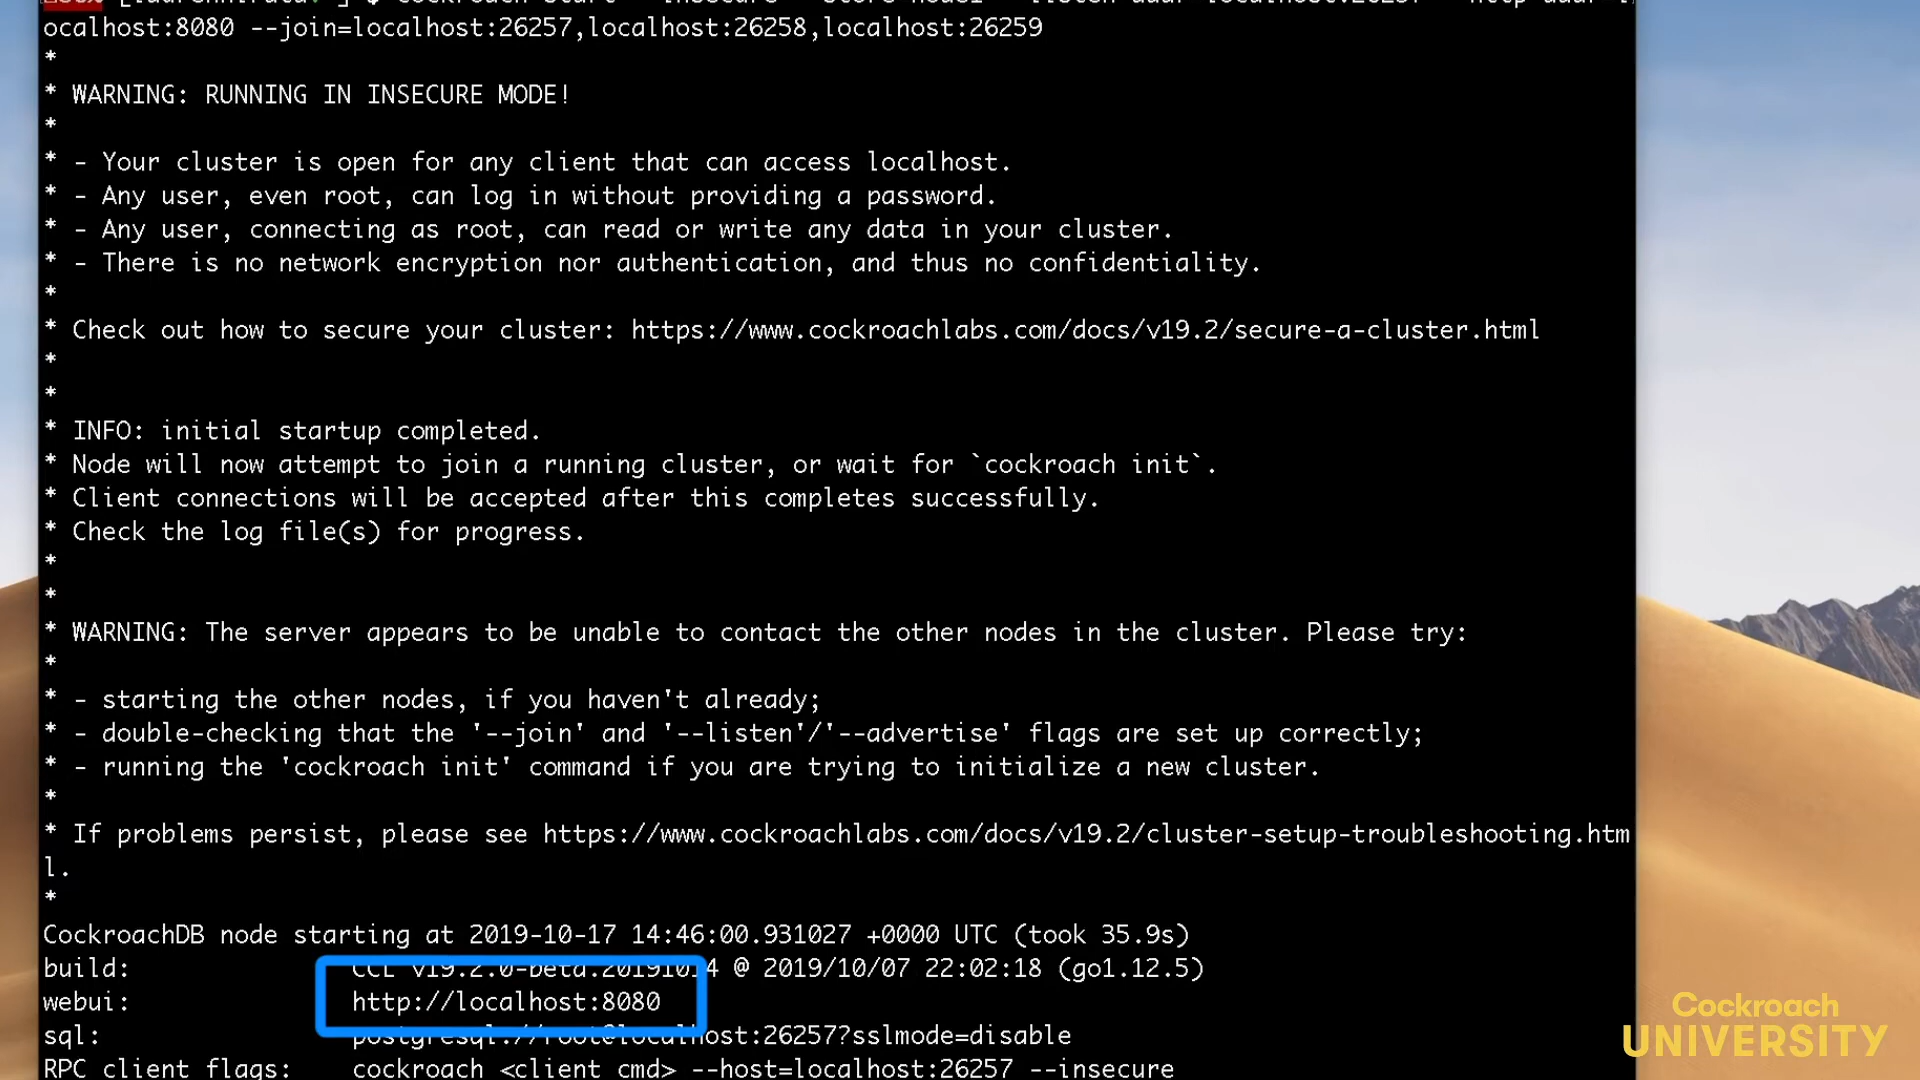 ocalhost:8080 --join=localhost:26257,localhost:26258,localhost:26259
*
* WARNING: RUNNING IN INSECURE MODE!
*
* - Your cluster is open for any client that can access localhost.
* - Any user, even root, can log in without providing a password.
* - Any user, connecting as root, can read or write any data in your cluster.
* - There is no network encryption nor authentication, and thus no confidentiality.
*
* Check out how to secure your cluster: https://www.cockroachlabs.com/docs/v19.2/secure-a-cluster.html
*
*
* INFO: initial startup completed.
* Node will now attempt to join a running cluster, or wait for `cockroach init`.
* Client connections will be accepted after this completes successfully.
* Check the log file(s) for progress.
*
*
* WARNING: The server appears to be unable to contact the other nodes in the cluster. Please try:
*
* - starting the other nodes, if you haven't already;
* - double-checking that the '--join' and '--listen'/'--advertise' flags are set up correctly;
* - running the 'cockroach init' command if you are trying to initialize a new cluster.
*
* If problems persist, please see https://www.cockroachlabs.com/docs/v19.2/cluster-setup-troubleshooting.htm
l.
*
CockroachDB node starting at 2019-10-17 14:46:00.931027 +0000 UTC (took 35.9s)
build: CCL @ 2019/10/07 22:02:18 (go1.12.5)
webui: http://localhost:8080
sql: postgresql://root@localhost:26257?sslmode=disable
RPC client flags: cockroach <client cmd> --host=localhost:26257 --insecure
Cockroach
UNIVERSITY